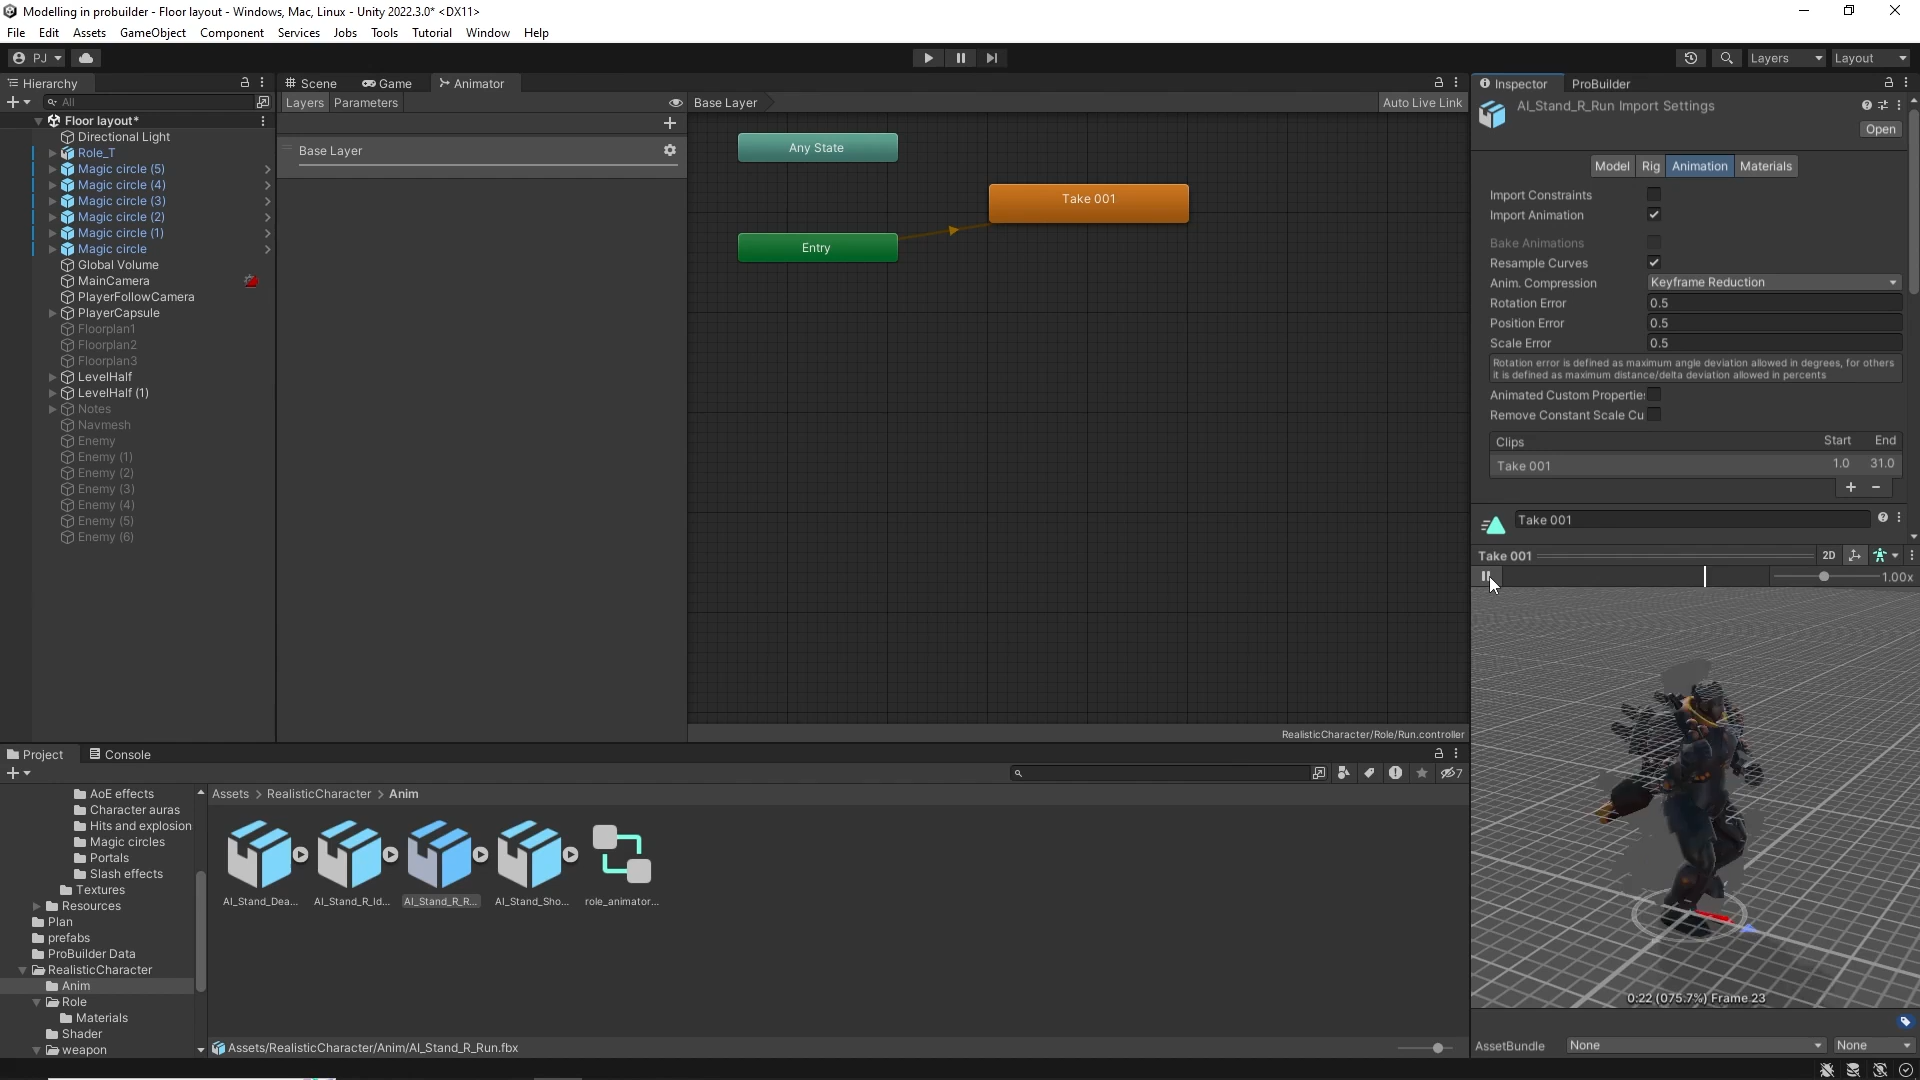 Modelling in probuilder - Floor layout - Windows, Mac, Linux - Unity 2022.3.0* <DX11>
File Edit Assets GameObject Component Services Jobs Tools Tutorial Window Help
PJ
Layers Layout
Hierarchy
All
Floor layout*
Directional Light
Role_T
Magic circle (5)
Magic circle (4)
Magic circle (3)
Magic circle (2)
Magic circle (1)
Magic circle
Global Volume
MainCamera
PlayerFollowCamera
PlayerCapsule
Floorplan1
Floorplan2
Floorplan3
LevelHalf
LevelHalf (1)
Notes
Navmesh
Enemy
Enemy (1)
Enemy (2)
Enemy (3)
Enemy (4)
Enemy (5)
Enemy (6)
Scene Game Animator
Layers Parameters
Base Layer
Base Layer
Auto Live Link
Any State
Take 001
Entry
RealisticCharacter/Role/Run.controller
Inspector ProBuilder
AI_Stand_R_Run Import Settings
Open
Model Rig Animation Materials
Import Constraints
Import Animation
Bake Animations
Resample Curves
Anim. Compression Keyframe Reduction
Rotation Error 0.5
Position Error 0.5
Scale Error 0.5
Rotation error is defined as maximum angle deviation allowed in degrees, for others
it is defined as maximum distance/delta deviation allowed in percents
Animated Custom Propertie
Remove Constant Scale Cu
Clips Start End
Take 001 1.0 31.0
+ -
Take 001
Take 001 2D
1.00x
0:22 (075.7%) Frame 23
AssetBundle None None
Project Console
7
AoE effects
Character auras
Hits and explosion
Magic circles
Portals
Slash effects
Textures
Resources
Plan
prefabs
ProBuilder Data
RealisticCharacter
Anim
Role
Materials
Shader
weapon
Assets > RealisticCharacter > Anim
AI_Stand_Dea... AI_Stand_R_Id... AI_Stand_R_R... AI_Stand_Sho... role_animator...
Assets/RealisticCharacter/Anim/AI_Stand_R_Run.fbx